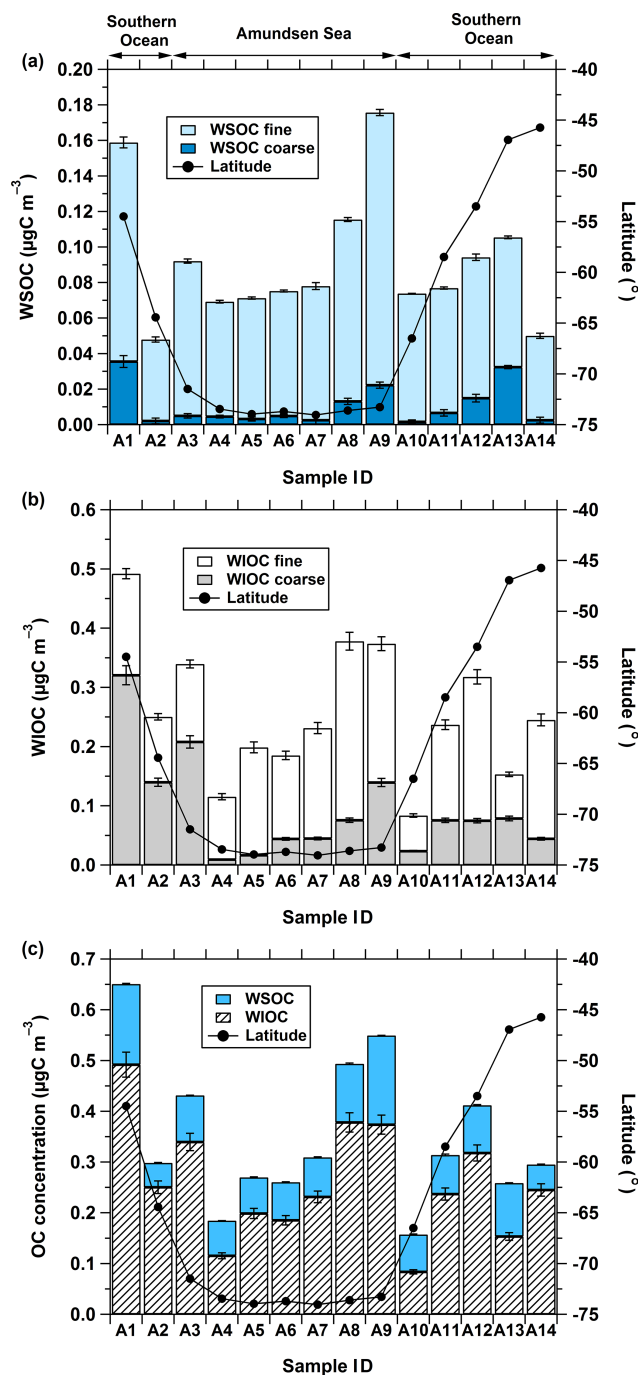 Southern Ocean Amundsen Sea Southern Ocean
(a)
0.20 -40
0.18
-45
0.16
WSOC fine
WSOC coarse
Latitude
0.14 -50
0.12
-55
0.10
-60
0.08
0.06 -65
0.04
-70
0.02
0.00 -75
WSOC (µgC m−3)
Latitude (°)
A1 A2 A3 A4 A5 A6 A7 A8 A9 A10 A11 A12 A13 A14
Sample ID
(b)
0.6 -40
-45
0.5
WIOC fine
WIOC coarse
Latitude
-50
0.4
-55
0.3
-60
0.2
-65
0.1
-70
0.0 -75
WIOC (µgC m−3)
Latitude (°)
A1 A2 A3 A4 A5 A6 A7 A8 A9 A10 A11 A12 A13 A14
Sample ID
(c)
0.7 -40
WSOC
WIOC
Latitude
0.6 -45
0.5 -50
0.4 -55
0.3 -60
0.2 -65
0.1 -70
0.0 -75
OC concentration (µgC m−3)
Latitude (°)
A1 A2 A3 A4 A5 A6 A7 A8 A9 A10 A11 A12 A13 A14
Sample ID